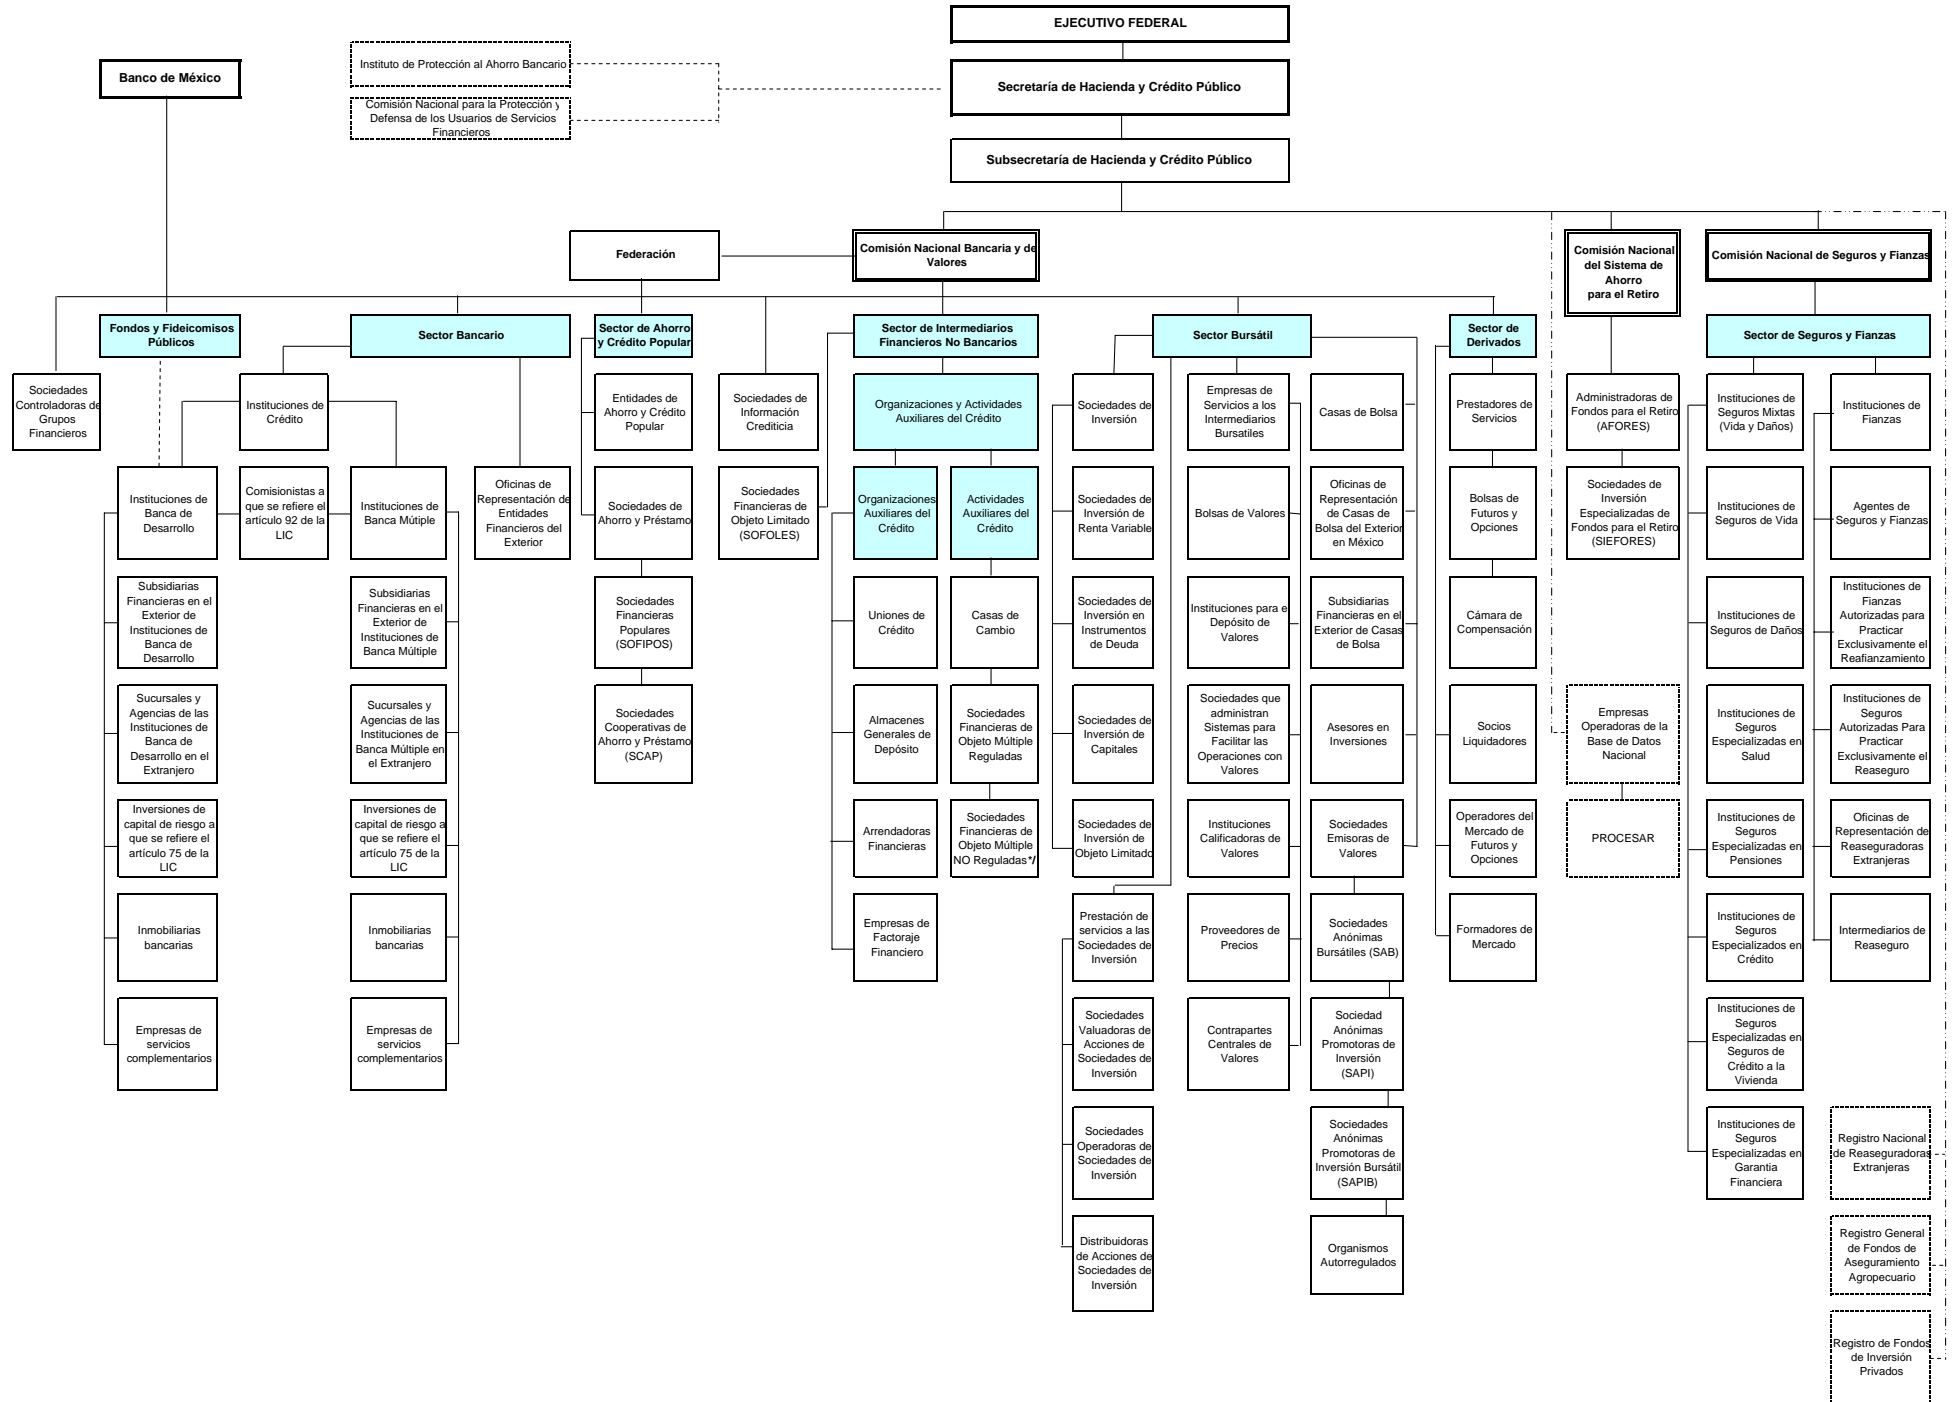 EJECUTIVO FEDERAL
Banco de México
Instituto de Protección al Ahorro Bancario
Secretaría de Hacienda y Crédito Público
Comisión Nacional para la Protección y
Defensa de los Usuarios de Servicios
Financieros
Subsecretaría de Hacienda y Crédito Público
Federación
Comisión Nacional Bancaria y de
Valores
Comisión Nacional
del Sistema de
Ahorro
para el Retiro
Comisión Nacional de Seguros y Fianzas
Fondos y Fideicomisos
Públicos
Sector Bancario
Sector de Ahorro
y Crédito Popular
Sector de Intermediarios
Financieros No Bancarios
Sector Bursátil
Sector de
Derivados
Sector de Seguros y Fianzas
Sociedades
Controladoras de
Grupos
Financieros
Instituciones de
Crédito
Entidades de
Ahorro y Crédito
Popular
Sociedades de
Información
Crediticia
Organizaciones y Actividades
Auxiliares del Crédito
Sociedades de
Inversión
Empresas de
Servicios a los
Intermediarios
Bursatiles
Casas de Bolsa
Prestadores de
Servicios
Administradoras de
Fondos para el Retiro
(AFORES)
Instituciones de
Seguros Mixtas
(Vida y Daños)
Instituciones de
Fianzas
Instituciones de
Banca de
Desarrollo
Comisionistas a
que se refiere el
artículo 92 de la
LIC
Instituciones de
Banca Mútiple
Oficinas de
Representación de
Entidades
Financieros del
Exterior
Sociedades de
Ahorro y Préstamo
Sociedades
Financieras de
Objeto Limitado
(SOFOLES)
Organizaciones
Auxiliares del
Crédito
Actividades
Auxiliares del
Crédito
Sociedades de
Inversión de
Renta Variable
Bolsas de Valores
Oficinas de
Representación
de Casas de
Bolsa del Exterior
en México
Bolsas de
Futuros y
Opciones
Sociedades de
Inversión
Especializadas de
Fondos para el Retiro
(SIEFORES)
Instituciones de
Seguros de Vida
Agentes de
Seguros y Fianzas
Subsidiarias
Financieras en el
Exterior de
Instituciones de
Banca de
Desarrollo
Subsidiarias
Financieras en el
Exterior de
Instituciones de
Banca Múltiple
Sociedades
Financieras
Populares
(SOFIPOS)
Uniones de
Crédito
Casas de
Cambio
Sociedades de
Inversión en
Instrumentos
de Deuda
Instituciones para e
Depósito de
Valores
Subsidiarias
Financieras en el
Exterior de Casas
de Bolsa
Cámara de
Compensación
Instituciones de
Seguros de Daños
Instituciones de
Fianzas
Autorizadas para
Practicar
Exclusivamente el
Reafianzamiento
Sucursales y
Agencias de las
Instituciones de
Banca de
Desarrollo en el
Extranjero
Sucursales y
Agencias de las
Instituciones de
Banca Múltiple en
el Extranjero
Sociedades
Cooperativas de
Ahorro y Préstamo
(SCAP)
Almacenes
Generales de
Depósito
Sociedades
Financieras de
Objeto Múltiple
Reguladas
Sociedades de
Inversión de
Capitales
Sociedades que
administran
Sistemas para
Facilitar las
Operaciones con
Valores
Asesores en
Inversiones
Socios
Liquidadores
Empresas
Operadoras de la
Base de Datos
Nacional
Instituciones de
Seguros
Especializadas en
Salud
Instituciones de
Seguros
Autorizadas Para
Practicar
Exclusivamente el
Reaseguro
Inversiones de
capital de riesgo a
que se refiere el
artículo 75 de la
LIC
Inversiones de
capital de riesgo a
que se refiere el
artículo 75 de la
LIC
Arrendadoras
Financieras
Sociedades
Financieras de
Objeto Múltiple
NO Reguladas*/
Sociedades de
Inversión de
Objeto Limitado
Instituciones
Calificadoras de
Valores
Sociedades
Emisoras de
Valores
Operadores del
Mercado de
Futuros y
Opciones
PROCESAR
Instituciones de
Seguros
Especializadas en
Pensiones
Oficinas de
Representación de
Reaseguradoras
Extranjeras
Inmobiliarias
bancarias
Inmobiliarias
bancarias
Empresas de
Factoraje
Financiero
Prestación de
servicios a las
Sociedades de
Inversión
Proveedores de
Precios
Sociedades
Anónimas
Bursátiles (SAB)
Formadores de
Mercado
Instituciones de
Seguros
Especializados en
Crédito
Intermediarios de
Reaseguro
Empresas de
servicios
complementarios
Empresas de
servicios
complementarios
Sociedades
Valuadoras de
Acciones de
Sociedades de
Inversión
Contrapartes
Centrales de
Valores
Sociedad
Anónimas
Promotoras de
Inversión
(SAPI)
Instituciones de
Seguros
Especializadas en
Seguros de
Crédito a la
Vivienda
Sociedades
Operadoras de
Sociedades de
Inversión
Sociedades
Anónimas
Promotoras de
Inversión Bursátil
(SAPIB)
Instituciones de
Seguros
Especializadas en
Garantia
Financiera
Registro Nacional
de Reaseguradoras
Extranjeras
Distribuidoras
de Acciones de
Sociedades de
Inversión
Organismos
Autorregulados
Registro General
de Fondos de
Aseguramiento
Agropecuario
Registro de Fondos
de Inversión
Privados